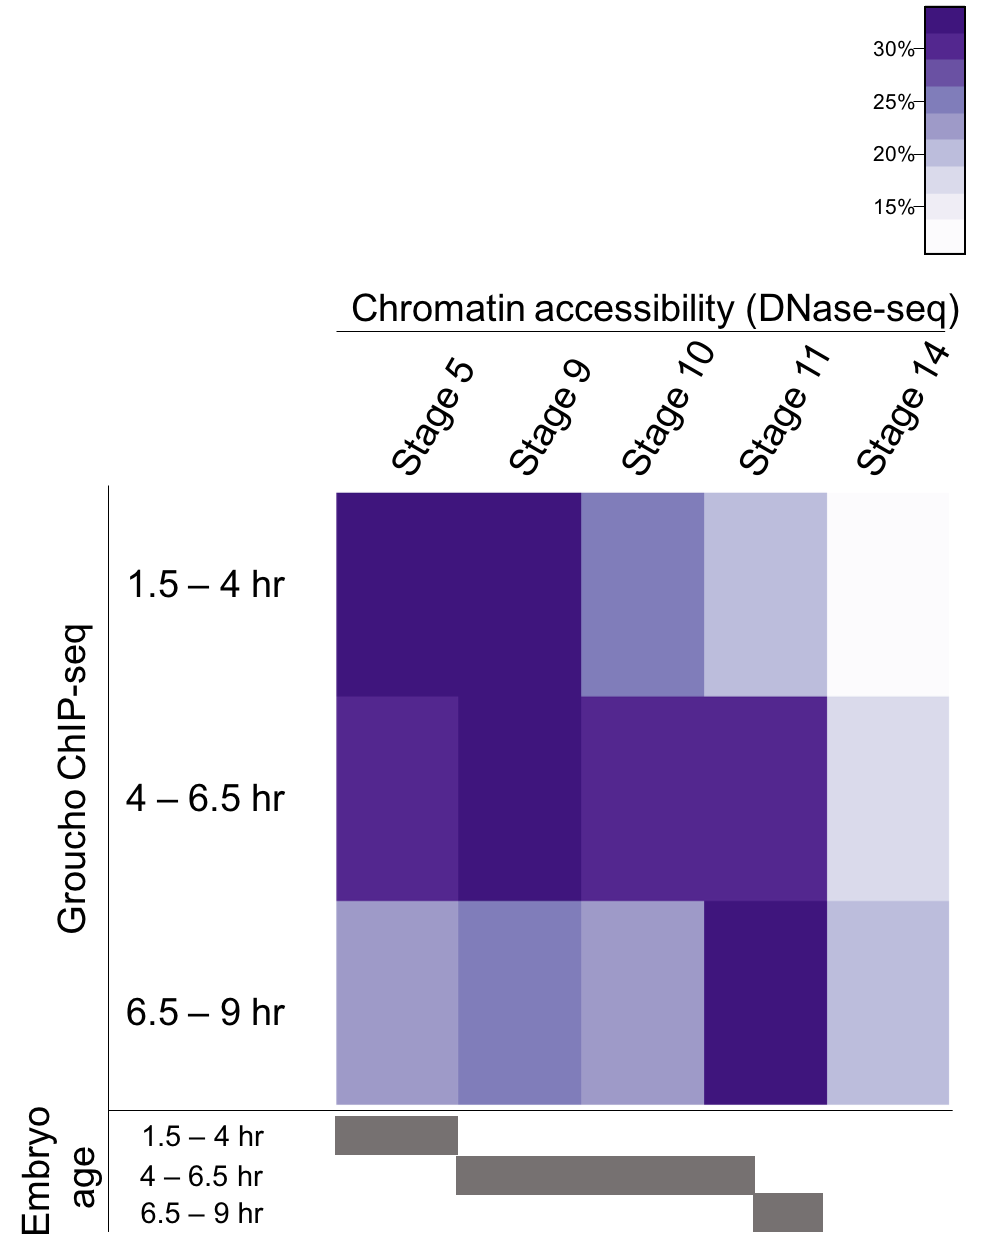 30%
25%
20%
15%
Chromatin accessibility (DNase-seq)
Stage 5
Stage 9
Stage 10
Stage 11
Stage 14
Groucho ChIP-seq
1.5 – 4 hr
4 – 6.5 hr
6.5 – 9 hr
Embryo
age
1.5 – 4 hr
4 – 6.5 hr
6.5 – 9 hr